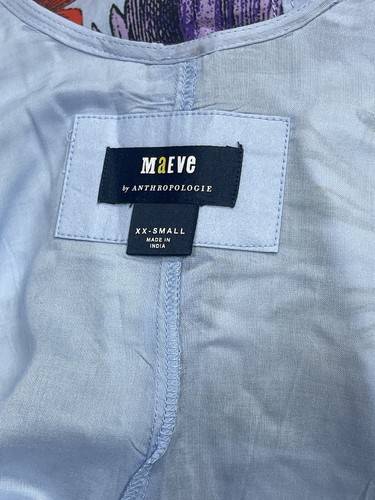 MaEVe
by ANTHROPOLOGIE
XX-SMALL
MADE IN
INDIA